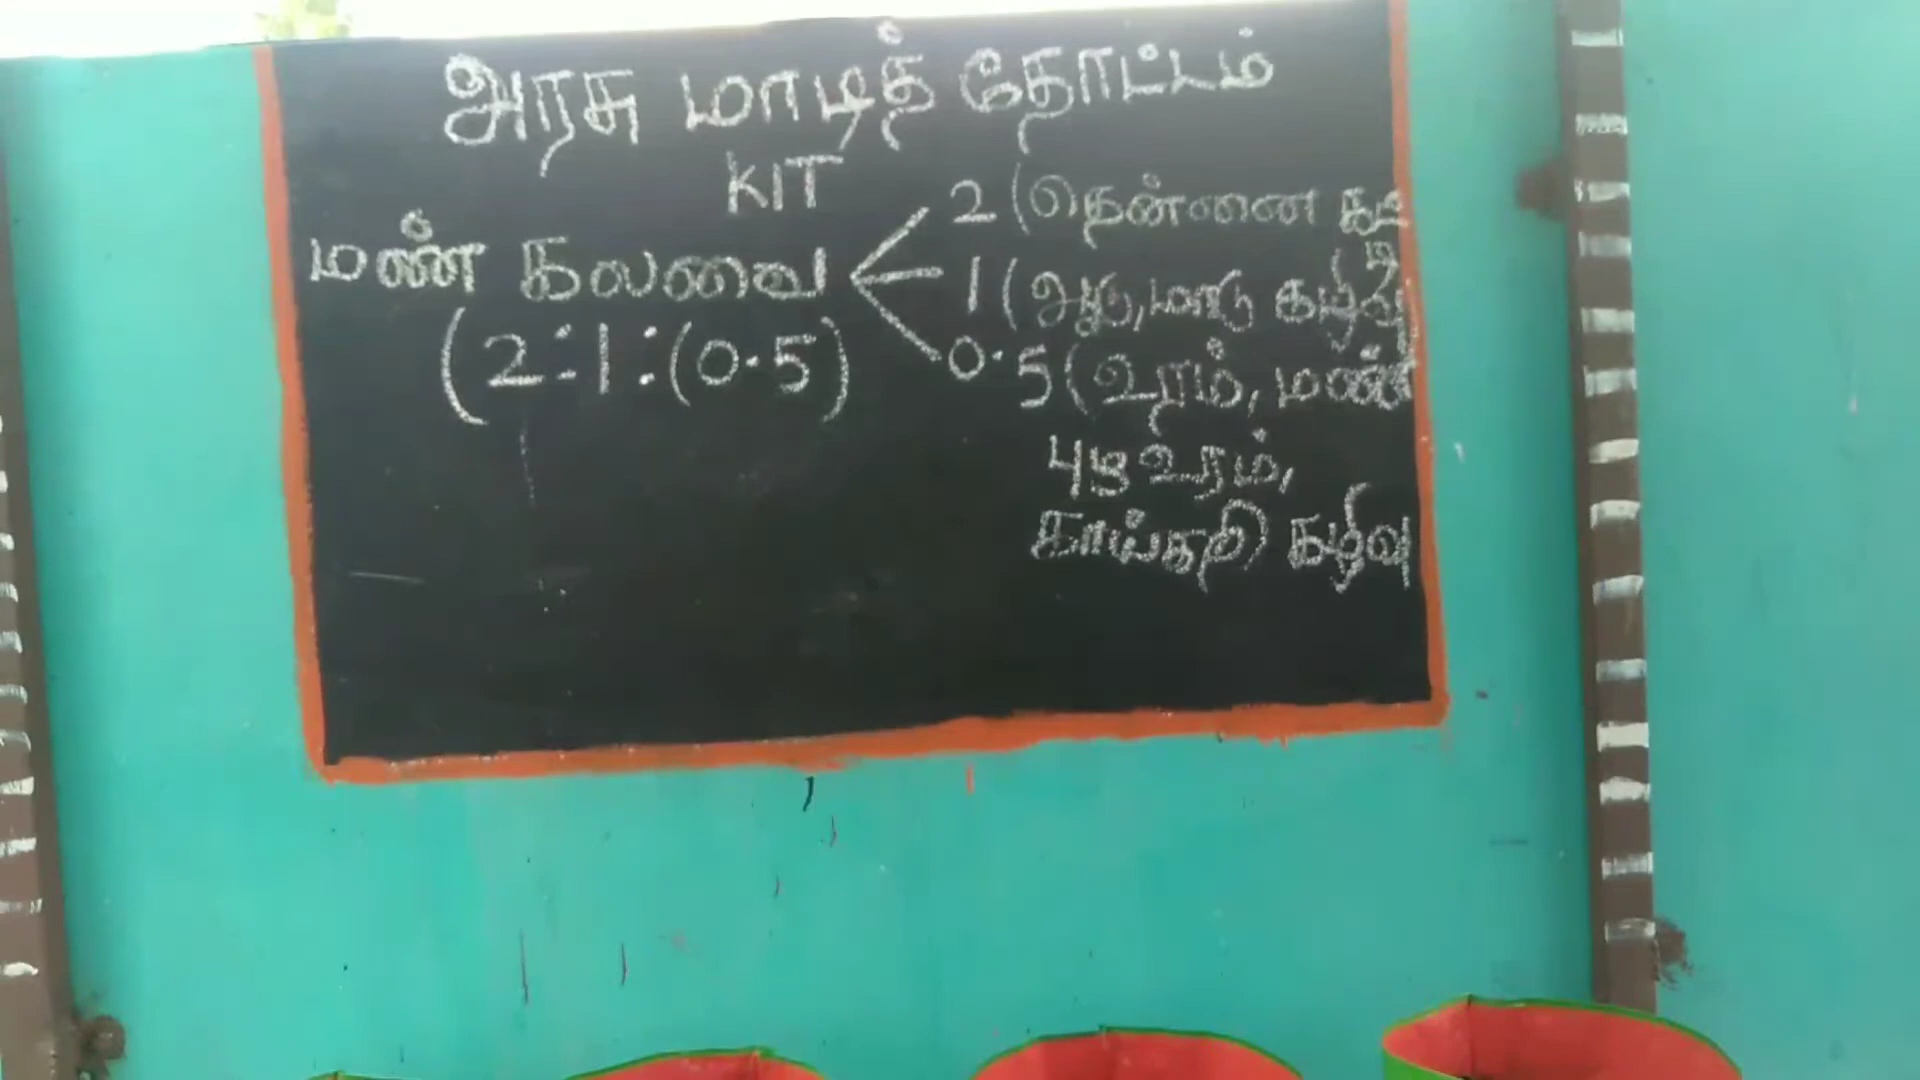 அரசு மாடித் தோட்டம்
KIT
மண் கலவை
(2:1:(0.5)
2 (தென்னை
1 (ஆடு,மாடு கழிவு
0.5 (உரம், மண்
புழு உரம்,
காய்கறி கழிவு